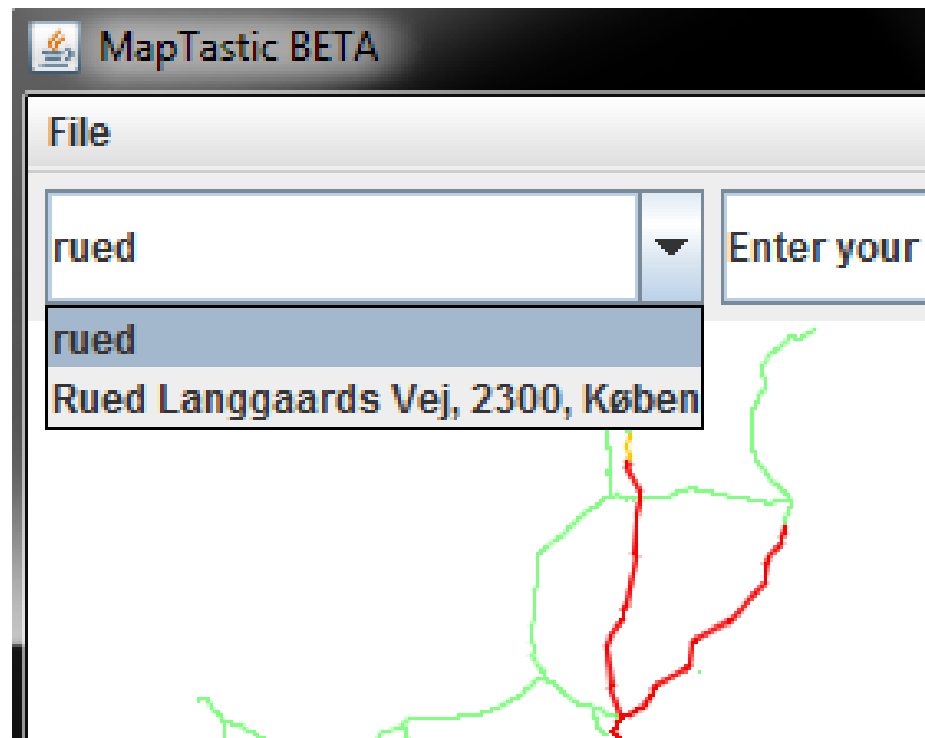 MapTastic BETA
File
rued
Enter your
rued
Rued Langgaards Vej, 2300, Køben